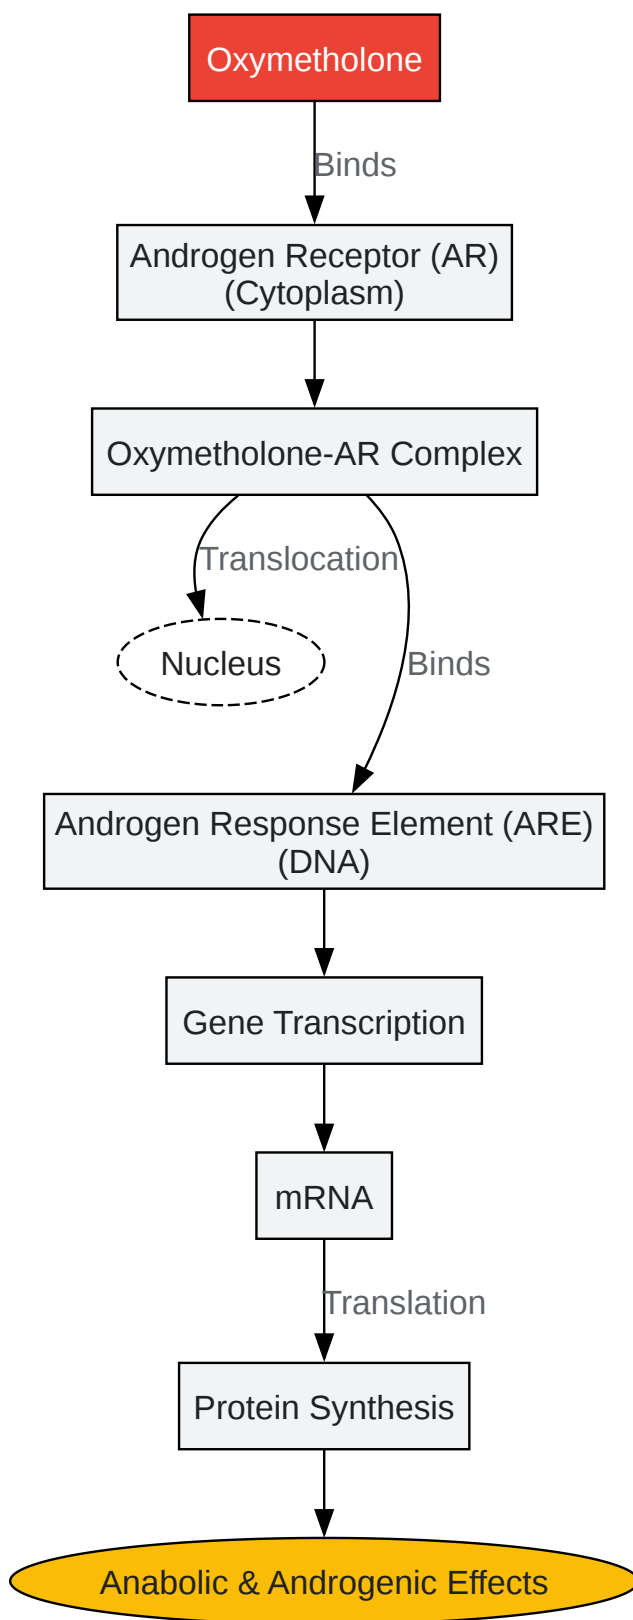 Oxymetholone
Binds
Androgen Receptor (AR)
(Cytoplasm)
Oxymetholone-AR Complex
Translocation
Nucleus
Binds
Androgen Response Element (ARE)
(DNA)
Gene Transcription
mRNA
Translation
Protein Synthesis
Anabolic & Androgenic Effects